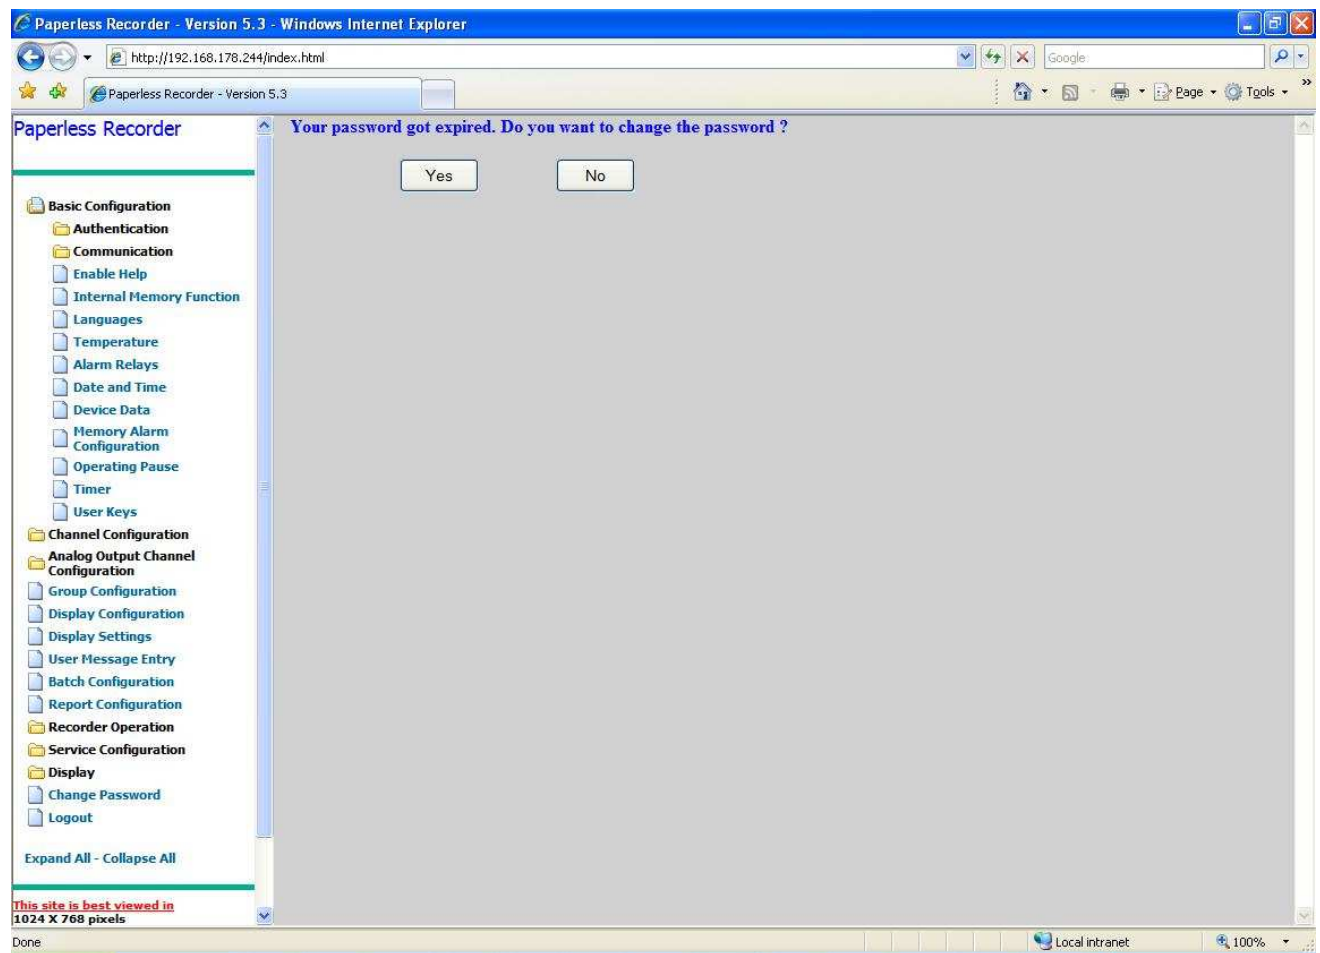 Paperless Recorder - Version 5.3 - Windows Internet Explorer
http://192.168.178.244/index.html
Google
Paperless Recorder - Version 5.3
Page
Tools
Paperless Recorder
Your password got expired. Do you want to change the password ?
Yes
No
Basic Configuration
Authentication
Communication
Enable Help
Internal Memory Function
Languages
Temperature
Alarm Relays
Date and Time
Device Data
Memory Alarm
Configuration
Operating Pause
Timer
User Keys
Channel Configuration
Analog Output Channel
Configuration
Group Configuration
Display Configuration
Display Settings
User Message Entry
Batch Configuration
Report Configuration
Recorder Operation
Service Configuration
Display
Change Password
Logout
Expand All - Collapse All
This site is best viewed in
1024 X 768 pixels
Done
Local intranet
100%